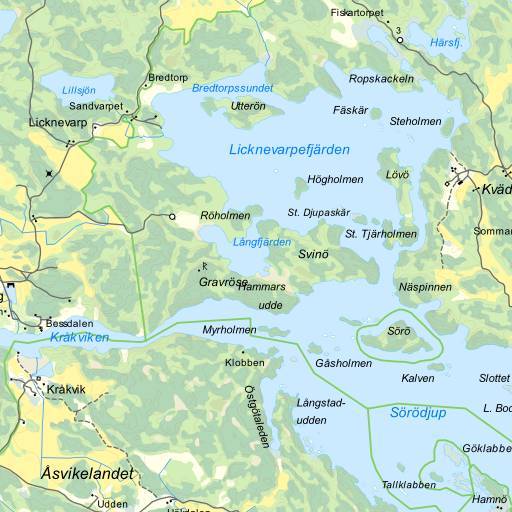 Fiskartorpet
3
Härsfj.
Bredtorp
Ropskackeln
Lillsjön
Bredtorpssundet
Sandvarpet
Utterön
Fäskär
Licknevarp
Steholmen
Licknevarpefjärden
Lövö
Högholmen
Kväd
Röholmen
St. Djupaskär
Sommar
St. Tjärholmen
Långfjärden
Svinö
Gravröse
Hammars
udde
Näspinnen
g
Bessdalen
Kråkviken
Myrholmen
Sörö
Klobben
Gåsholmen
Kalven
Slottet
Kråkvik
Östgötaleden
Långstad-
udden
Sörödjup
L. Boc
Göklabbe
Åsvikelandet
Tallklabben
Hamnö
Udden